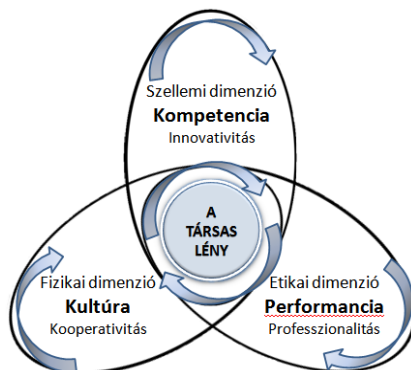 Szellemi dimenzió
Kompetencia
Innovativitás
A
TÁRSAS
LÉNY
Fizikai dimenzió
Kultúra
Kooperativitás
Etikai dimenzió
Performancia
Professzionalitás